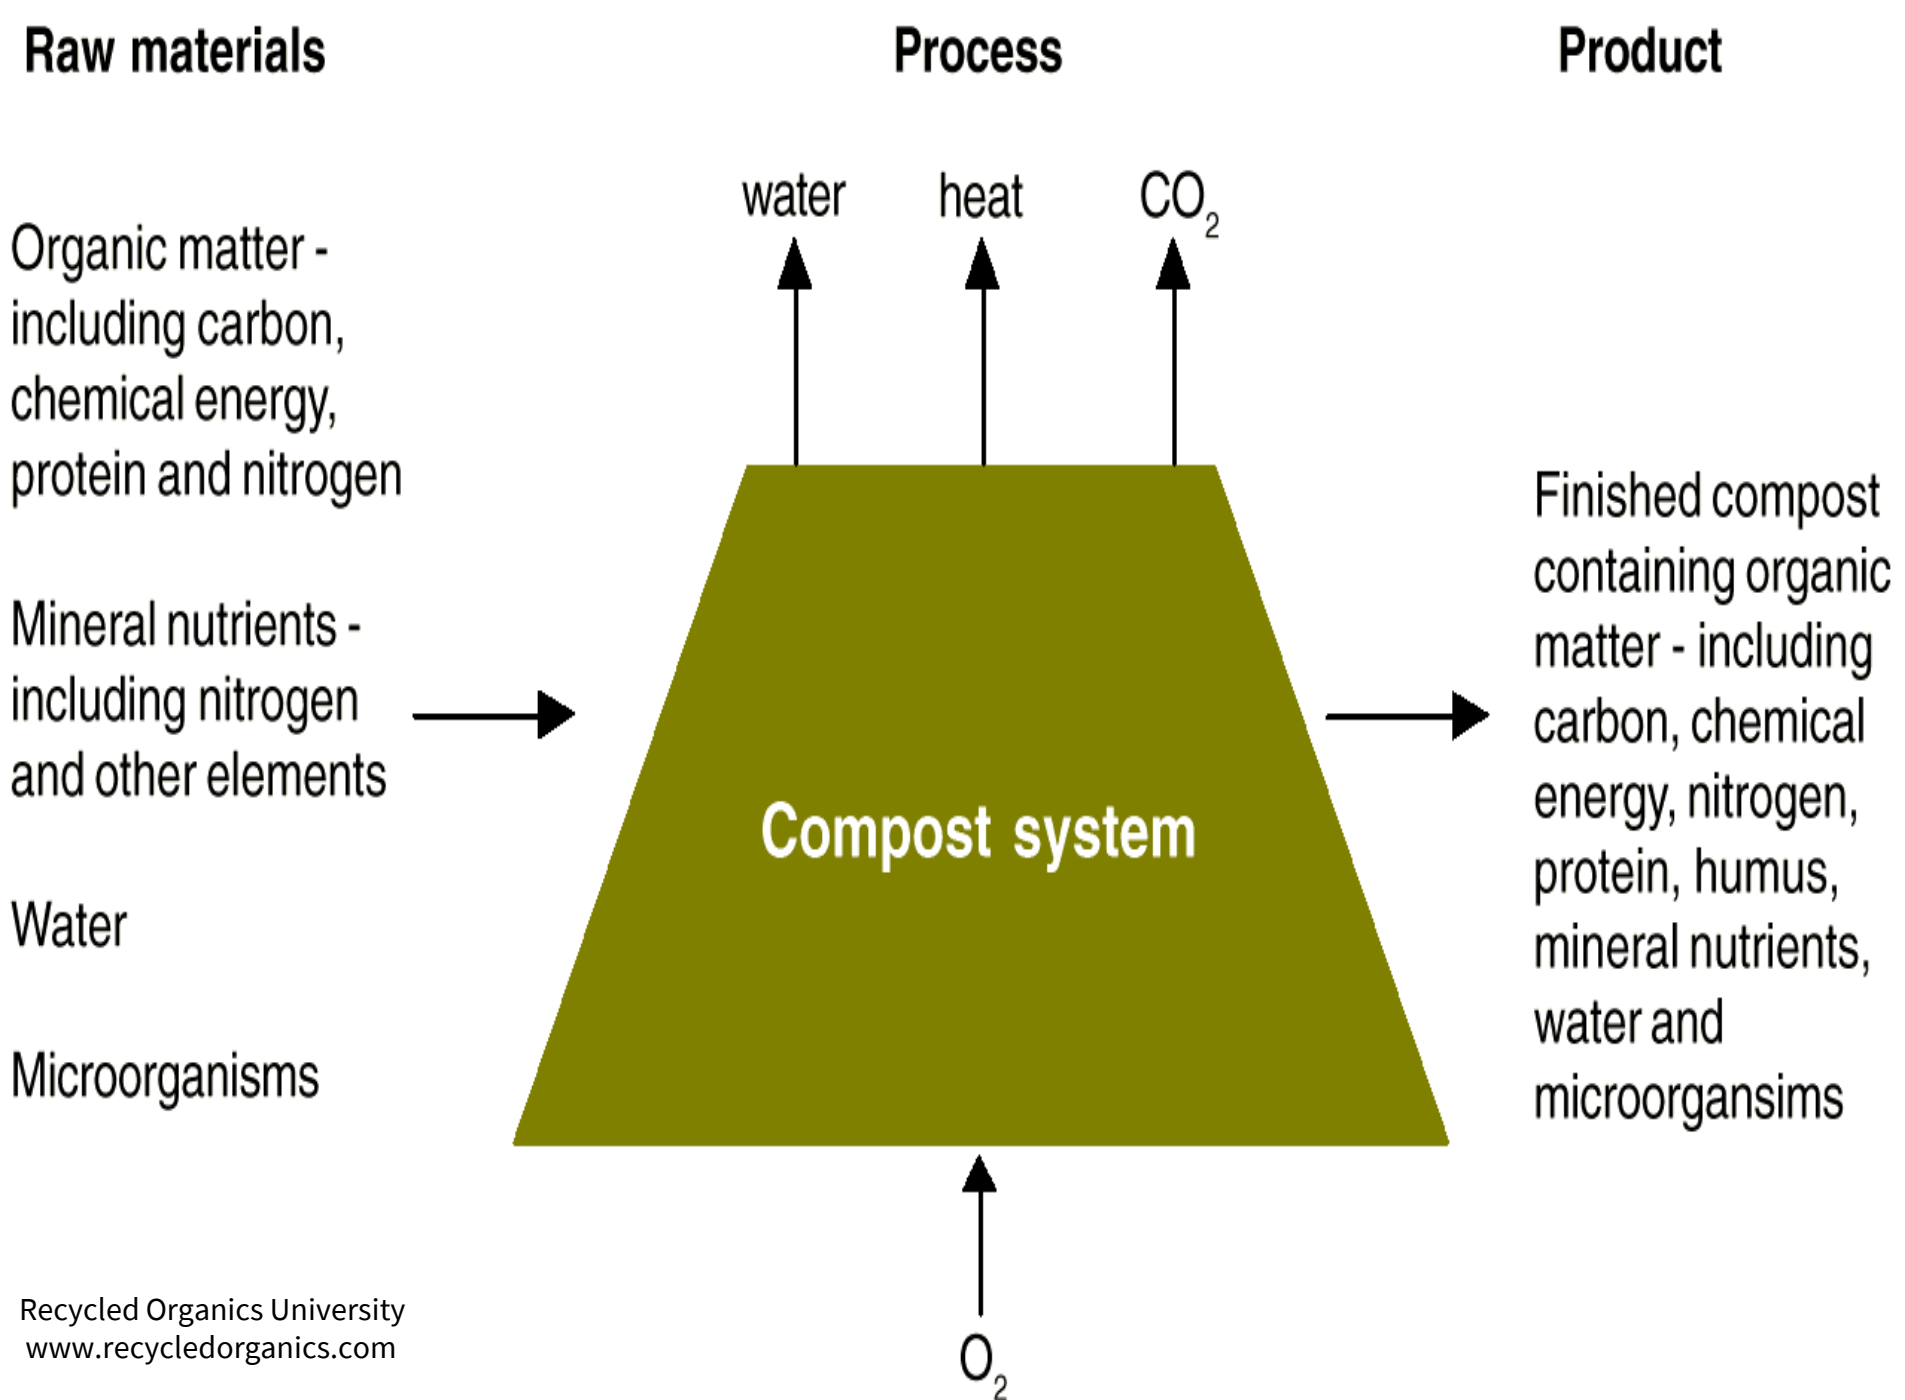 Raw materials
Process
Product
water
heat
CO2
Organic matter -
including carbon,
chemical energy,
protein and nitrogen
Mineral nutrients -
including nitrogen
and other elements
Water
Microorganisms
Compost system
Finished compost
containing organic
matter - including
carbon, chemical
energy, nitrogen,
protein, humus,
mineral nutrients,
water and
microorgansims
O2
Recycled Organics University
www.recycledorganics.com